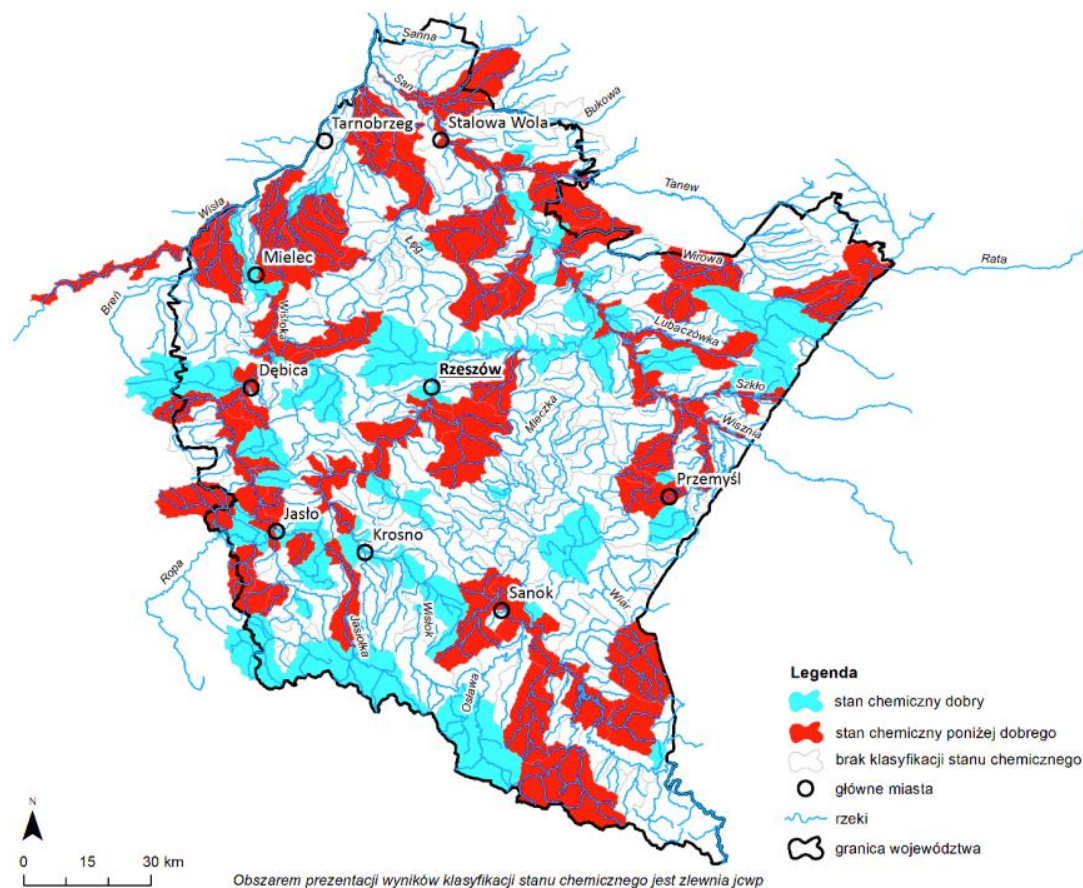 Sanna
San
Bukowa
Tarnobrzeg
Stalowa Wola
Tanew
Wisła
Łęg
Wirowa
Rata
Mielec
Breń
Wisłoka
Lubaczówka
Dębica
Rzeszów
Szkło
Mleczka
Wisznia
Przemyśl
Jasło
Krosno
Ropa
Sanok
Wiar
Wisłok
Jasiołka
Osława
Legenda
stan chemiczny dobry
stan chemiczny poniżej dobrego
brak klasyfikacji stanu chemicznego
główne miasta
rzeki
granica województwa
N
0 15 30 km
Obszarem prezentacji wyników klasyfikacji stanu chemicznego jest zlewnia jcwp